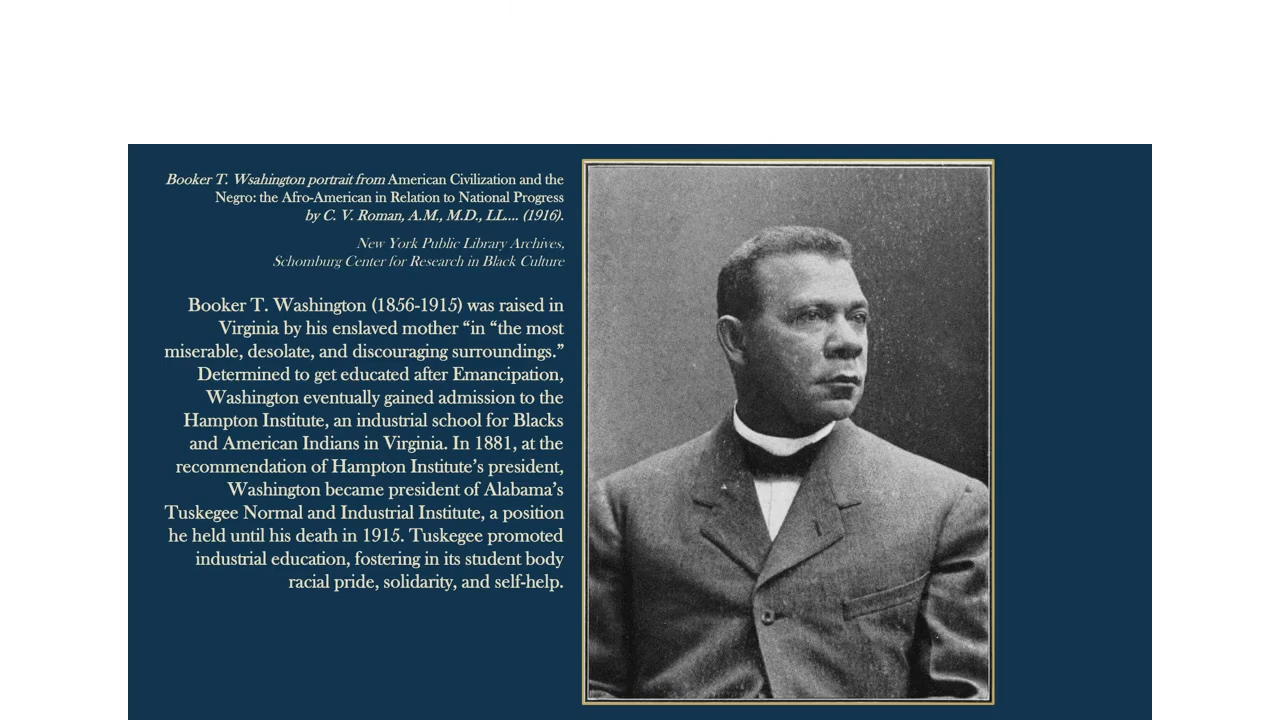 Booker T. Wsahington portrait from American Civilization and the
Negro: the Afro-American in Relation to National Progress
by C. V. Roman, A.M., M.D., LL.... (1916).
New York Public Library Archives,
Schomburg Center for Research in Black Culture
Booker T. Washington (1856-1915) was raised in
Virginia by his enslaved mother “in “the most
miserable, desolate, and discouraging surroundings.”
Determined to get educated after Emancipation,
Washington eventually gained admission to the
Hampton Institute, an industrial school for Blacks
and American Indians in Virginia. In 1881, at the
recommendation of Hampton Institute’s president,
Washington became president of Alabama’s
Tuskegee Normal and Industrial Institute, a position
he held until his death in 1915. Tuskegee promoted
industrial education, fostering in its student body
racial pride, solidarity, and self-help.